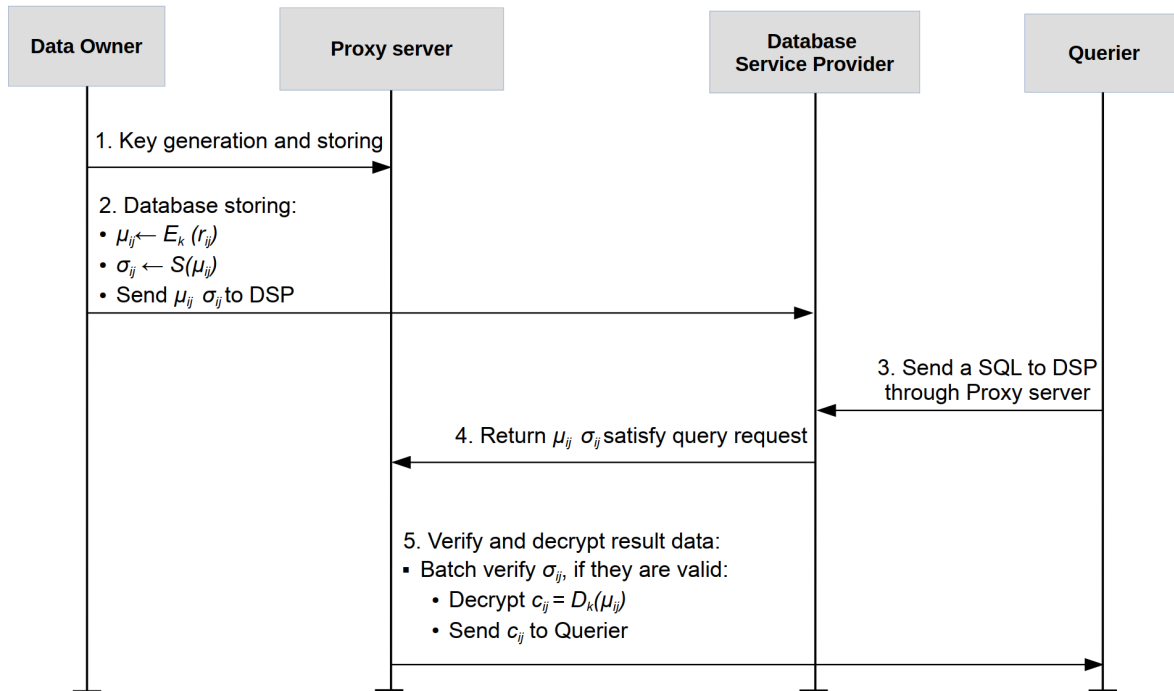 Data Owner
Proxy server
Database
Service Provider
Querier
1. Key generation and storing
2. Database storing:
• μij ← Ek (rij)
• σij ← S(μij)
• Send μij σij to DSP
3. Send a SQL to DSP
through Proxy server
4. Return μij σij satisfy query request
5. Verify and decrypt result data:
▪ Batch verify σij, if they are valid:
• Decrypt cij = Dk(μij)
• Send cij to Querier